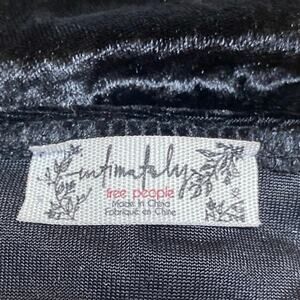 intimately
free people
Made in China
Fabriqué en Chine